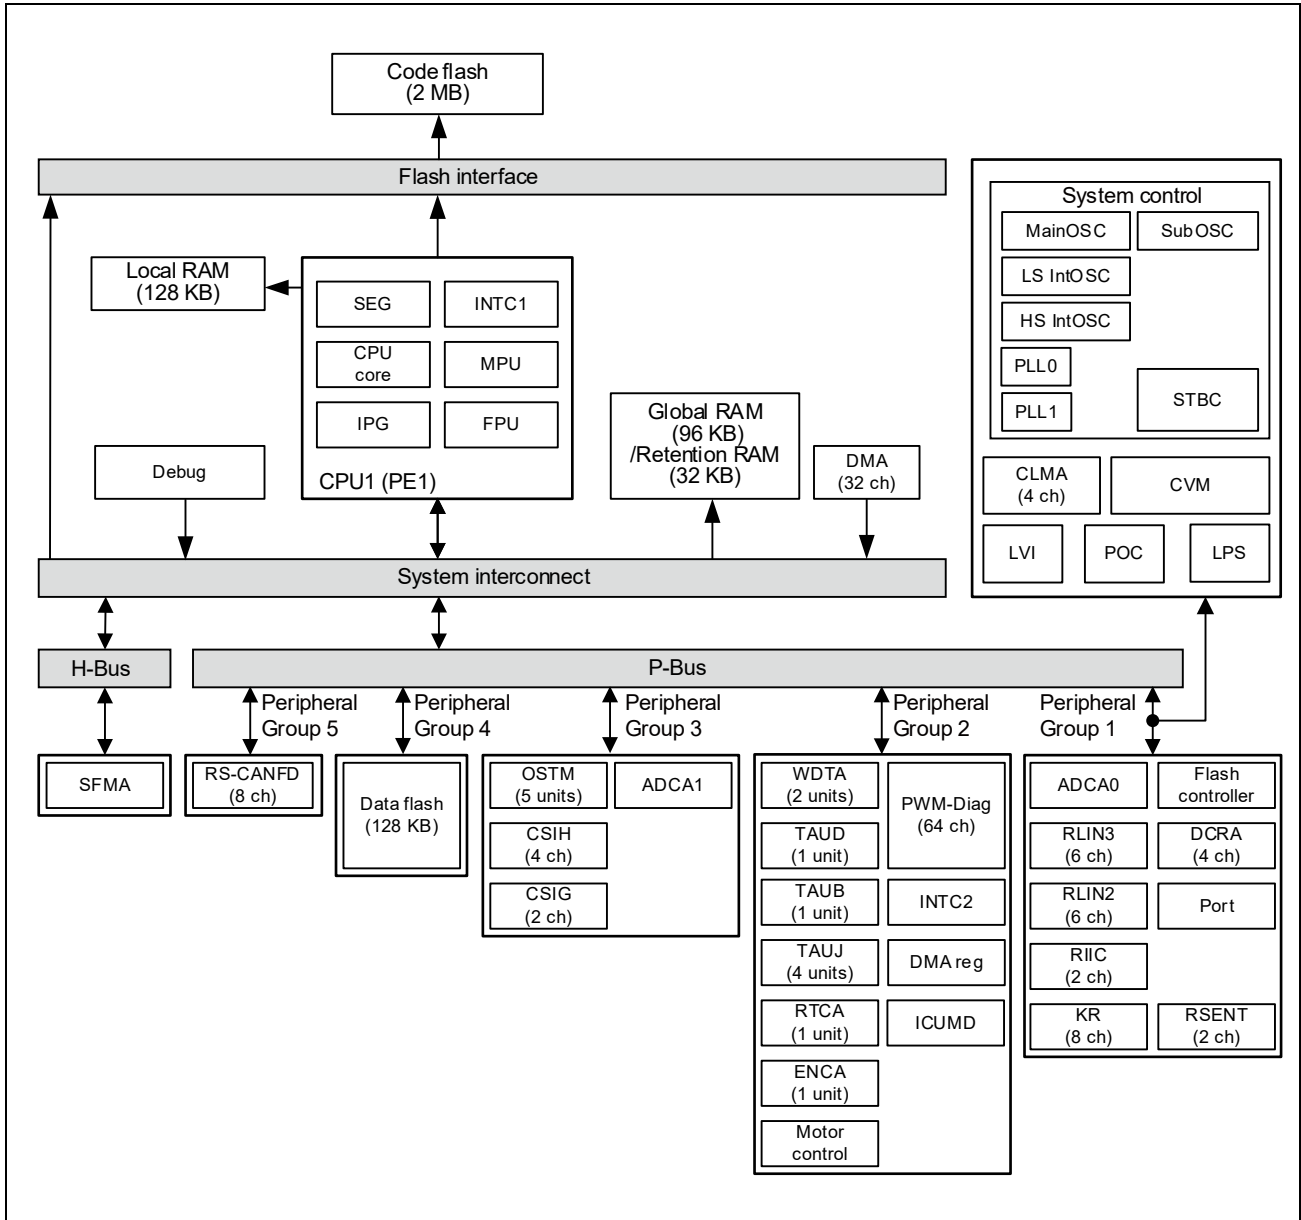 Code flash
(2 MB)
Flash interface
Local RAM
(128 KB)
SEG
INTC1
CPU
core
MPU
IPG
FPU
CPU1 (PE1)
Debug
Global RAM
(96 KB)
/Retention RAM
(32 KB)
DMA
(32 ch)
System interconnect
System control
MainOSC
SubOSC
LS IntOSC
HS IntOSC
PLL0
PLL1
STBC
CLMA
(4 ch)
CVM
LVI
POC
LPS
H-Bus
P-Bus
Peripheral
Group 5
Peripheral
Group 4
Peripheral
Group 3
Peripheral
Group 2
Peripheral
Group 1
SFMA
RS-CANFD
(8 ch)
Data flash
(128 KB)
OSTM
(5 units)
ADCA1
CSIH
(4 ch)
CSIG
(2 ch)
WDTA
(2 units)
PWM-Diag
(64 ch)
TAUD
(1 unit)
TAUB
(1 unit)
INTC2
TAUJ
(4 units)
DMA reg
RTCA
(1 unit)
ICUMD
ENCA
(1 unit)
Motor
control
ADCA0
Flash
controller
RLIN3
(6 ch)
DCRA
(4 ch)
RLIN2
(6 ch)
Port
RIIC
(2 ch)
KR
(8 ch)
RSENT
(2 ch)